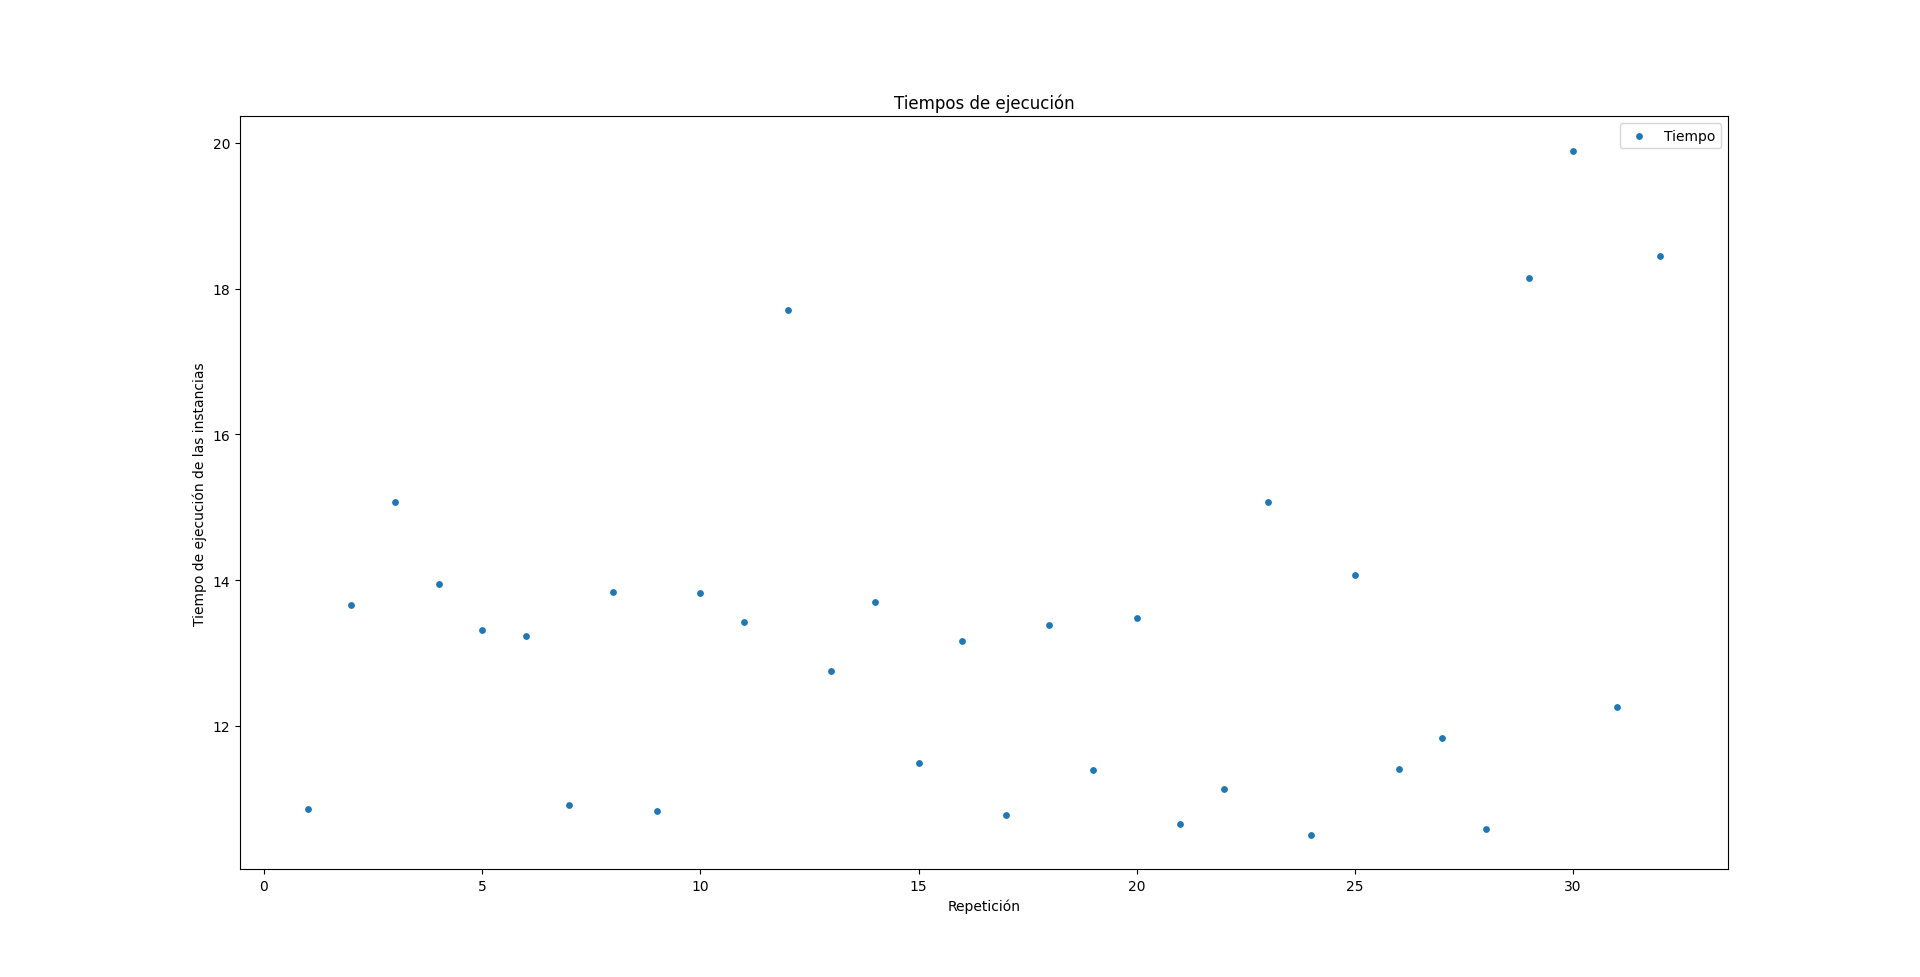 Tiempos de ejecución
Tiempo
Tiempo de ejecución de las instancias
20
18
16
14
12
0 5 10 15 20 25 30
Repetición